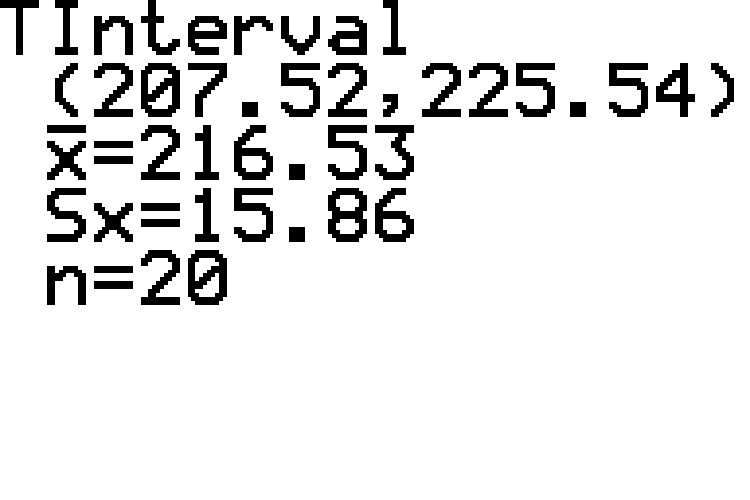 TInterval
(207.52,225.54)
x̄=216.53
Sx=15.86
n=20